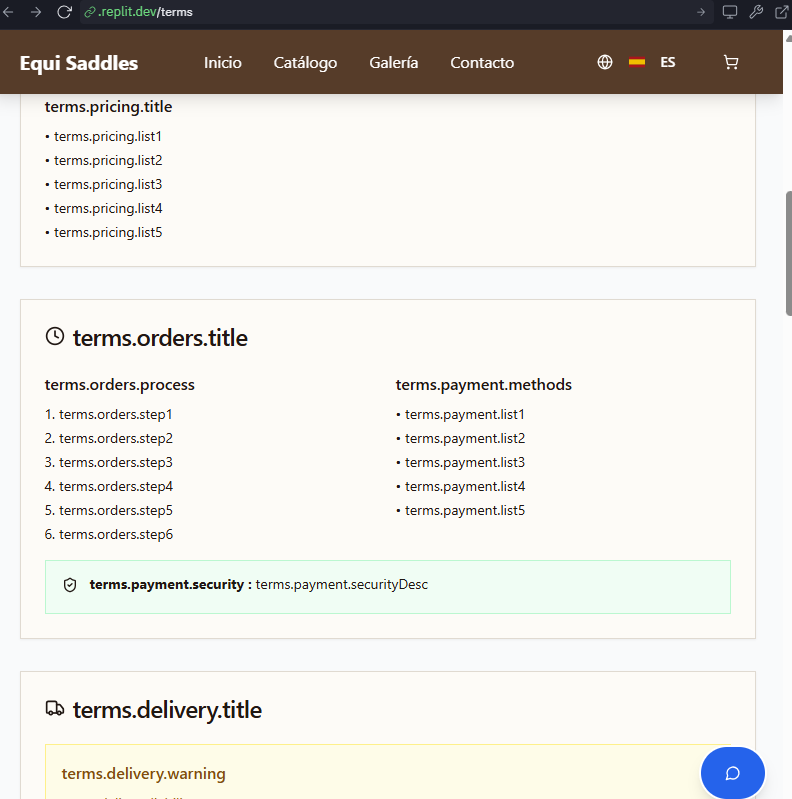 .replit.dev/terms
Equi Saddles
Inicio
Catálogo
Galería
Contacto
ES
terms.pricing.title
• terms.pricing.list1
• terms.pricing.list2
• terms.pricing.list3
• terms.pricing.list4
• terms.pricing.list5
terms.orders.title
terms.orders.process
1. terms.orders.step1
2. terms.orders.step2
3. terms.orders.step3
4. terms.orders.step4
5. terms.orders.step5
6. terms.orders.step6
terms.payment.methods
• terms.payment.list1
• terms.payment.list2
• terms.payment.list3
• terms.payment.list4
• terms.payment.list5
terms.payment.security : terms.payment.securityDesc
terms.delivery.title
terms.delivery.warning